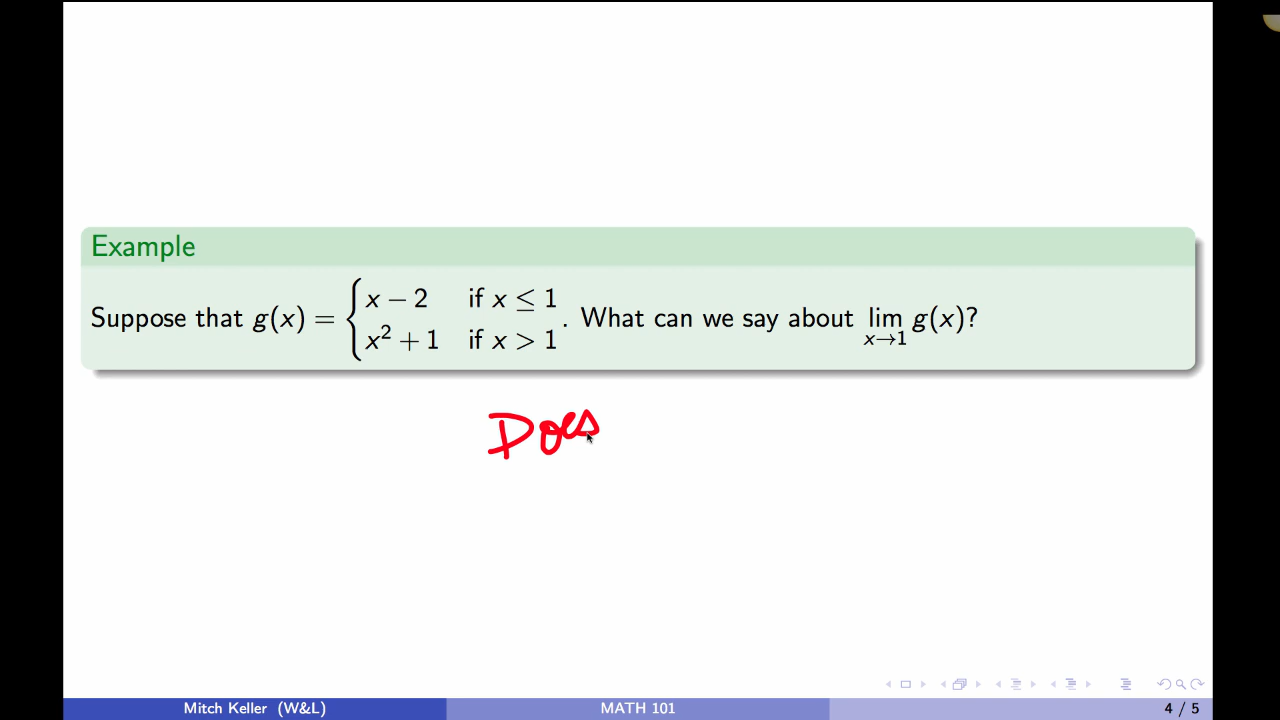 Example
Suppose that g(x) = { x − 2 if x ≤ 1
x² + 1 if x > 1 . What can we say about lim x→1 g(x)?
Does
Mitch Keller (W&L) MATH 101 4 / 5